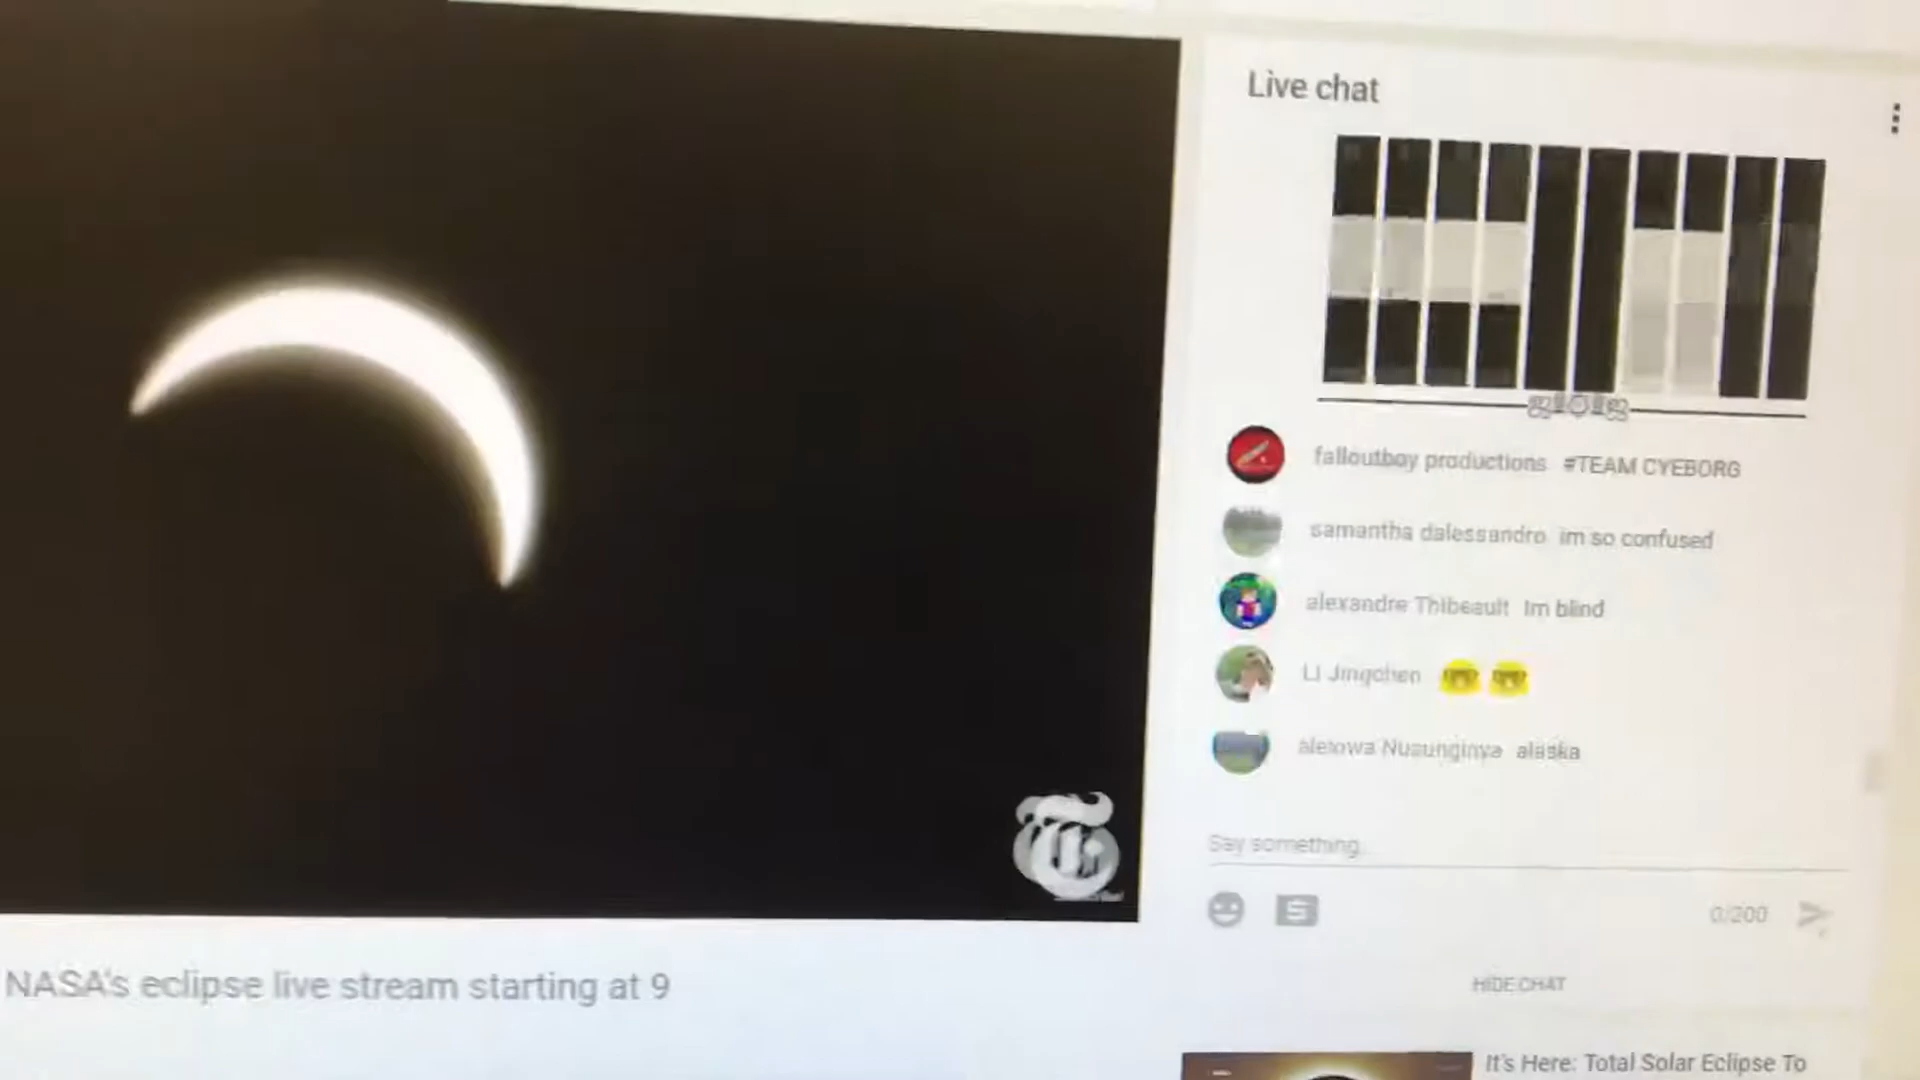 Live chat
falloutboy productions #TEAM CYEBORG
samantha dalessandro im so confused
alexandre Thibeault Im blind
LI Jingchen
alaska
Say something...
0/200
HIDE CHAT
NASA's eclipse live stream starting at 9
It's Here: Total Solar Eclipse To